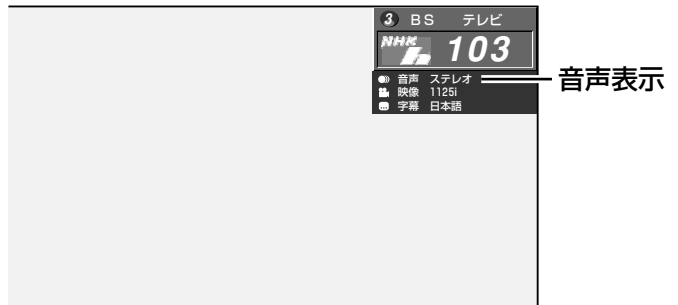 3 BS テレビ
NHK h 103
音声 ステレオ
映像 1125i
字幕 日本語
音声表示